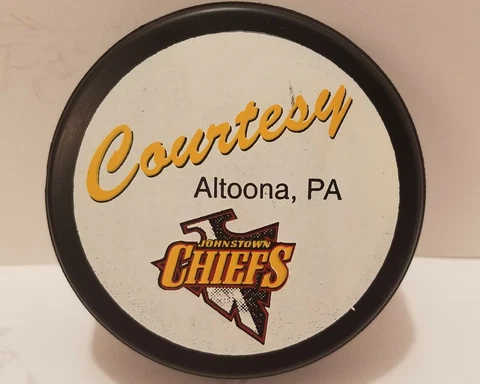 Courtesy
Altoona, PA
JOHNSTOWN
CHIEFS